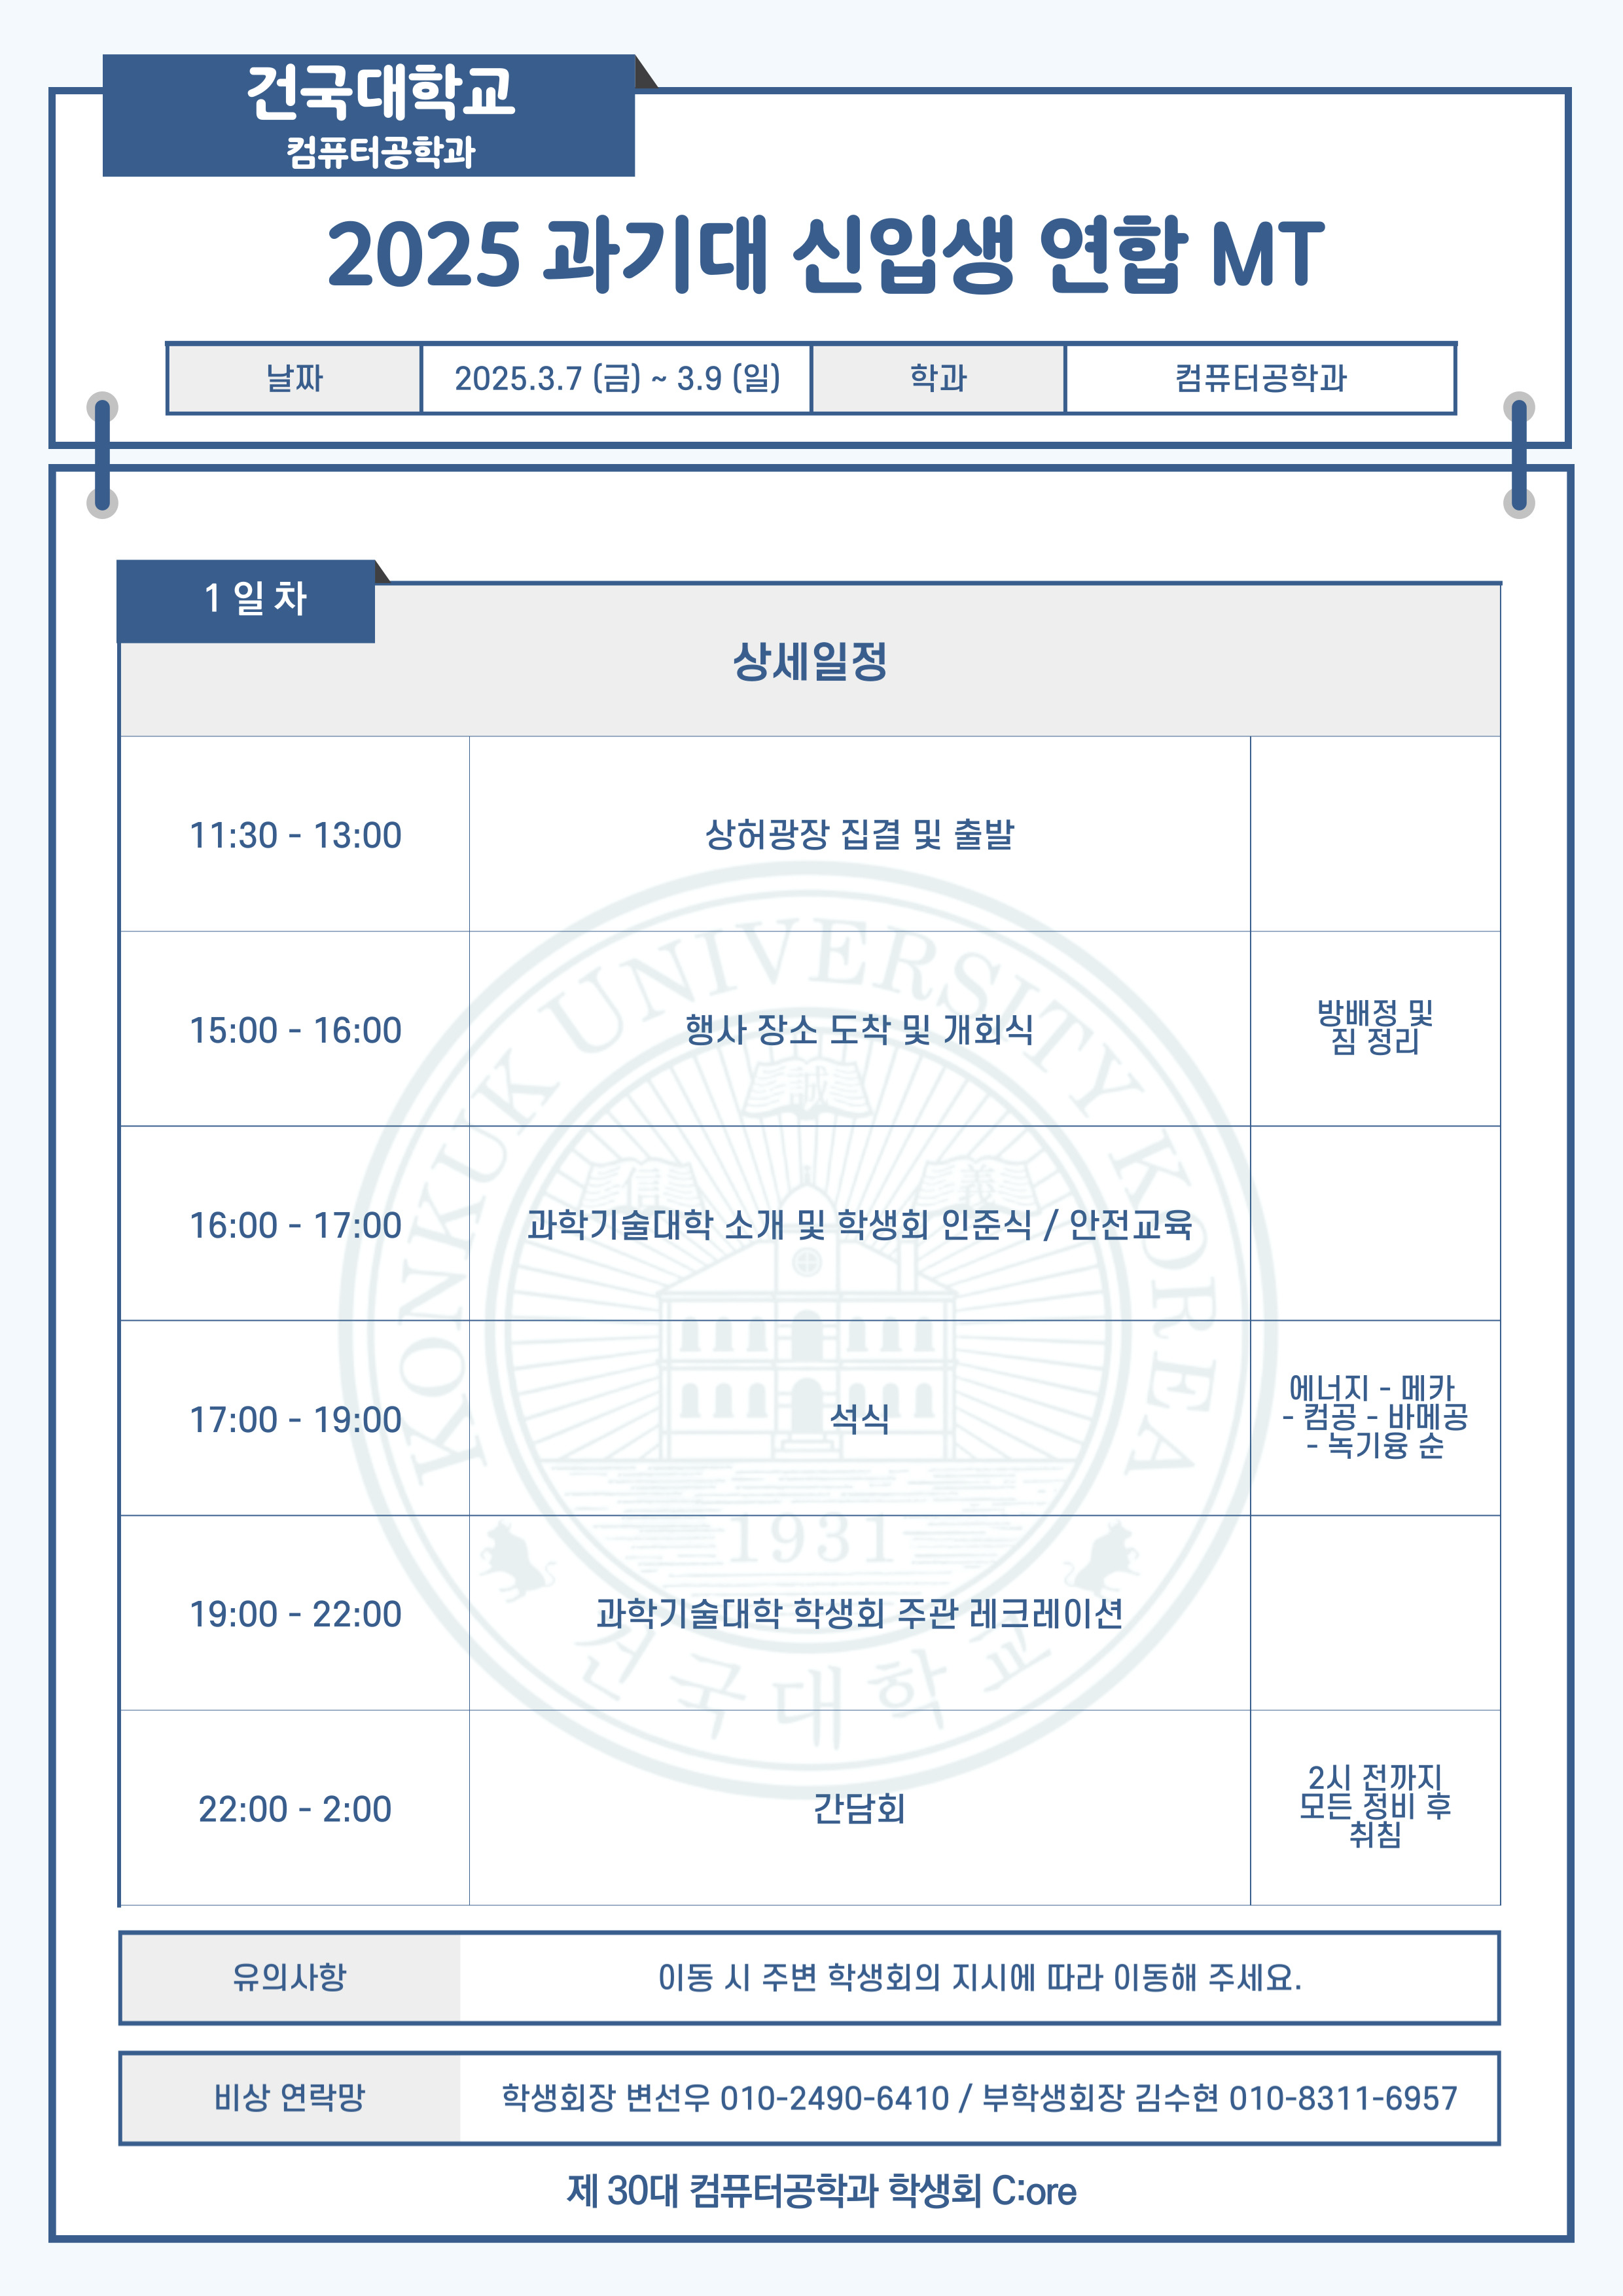 건국대학교
컴퓨터공학과
2025 과기대 신입생 연합 MT
날짜 2025.3.7 (금) ~ 3.9 (일) 학과 컴퓨터공학과
1일차
상세일정
11:30 - 13:00 상허광장 집결 및 출발
15:00 - 16:00 행사 장소 도착 및 개회식
방배정 및
짐 정리
16:00 - 17:00 과학기술대학 소개 및 학생회 인준식 / 안전교육
17:00 - 19:00 석식
에너지 - 메카
- 컴공 - 바메공
- 녹기융 순
19:00 - 22:00 과학기술대학 학생회 주관 레크레이션
22:00 - 2:00 간담회
2시 전까지
모든 정비 후
취침
유의사항 이동 시 주변 학생회의 지시에 따라 이동해 주세요.
비상 연락망 학생회장 변선우 010-2490-6410 / 부학생회장 김수현 010-8311-6957
제 30대 컴퓨터공학과 학생회 C:ore
KONKUK UNIVERSITY KOREA
誠
信
義
1931
건국대학교